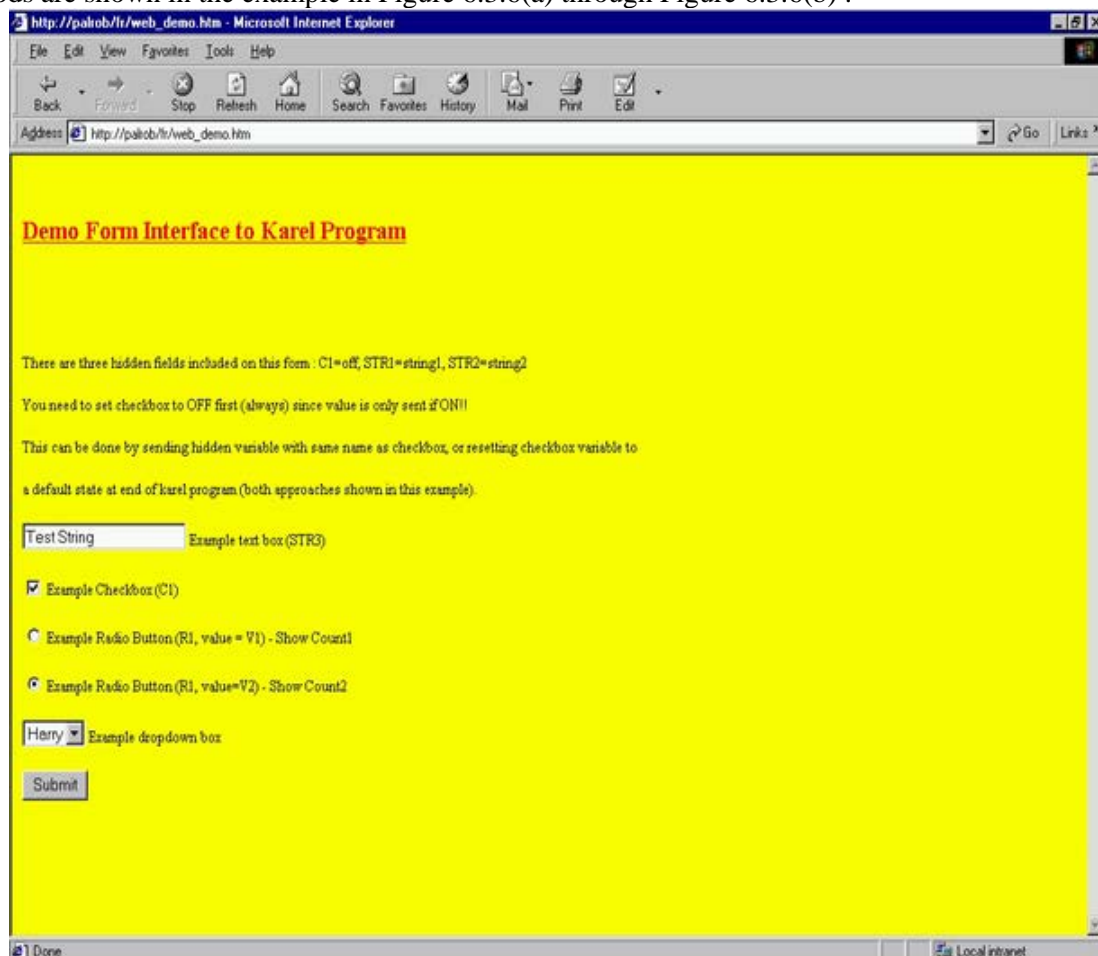 ods are shown in the example in Figure 6.3.6(a) through Figure 6.3.6(b) .
http://palrob/fr/web_demo.htm - Microsoft Internet Explorer
File Edit View Favorites Tools Help
Back Forward Stop Refresh Home Search Favorites History Mail Print Edit
Address http://palrob/fr/web_demo.htm Go Links
Demo Form Interface to Karel Program
There are three hidden fields included on this form : C1=off, STR1=string1, STR2=string2
You need to set checkbox to OFF first (always) since value is only sent if ON!!
This can be done by sending hidden variable with same name as checkbox, or resetting checkbox variable to
a default state at end of karel program (both approaches shown in this example).
Test String Example text box (STR3)
Example Checkbox (C1)
Example Radio Button (R1, value = V1) - Show Count1
Example Radio Button (R1, value=V2) - Show Count2
Harry Example dropdown box
Submit
Done Local intranet